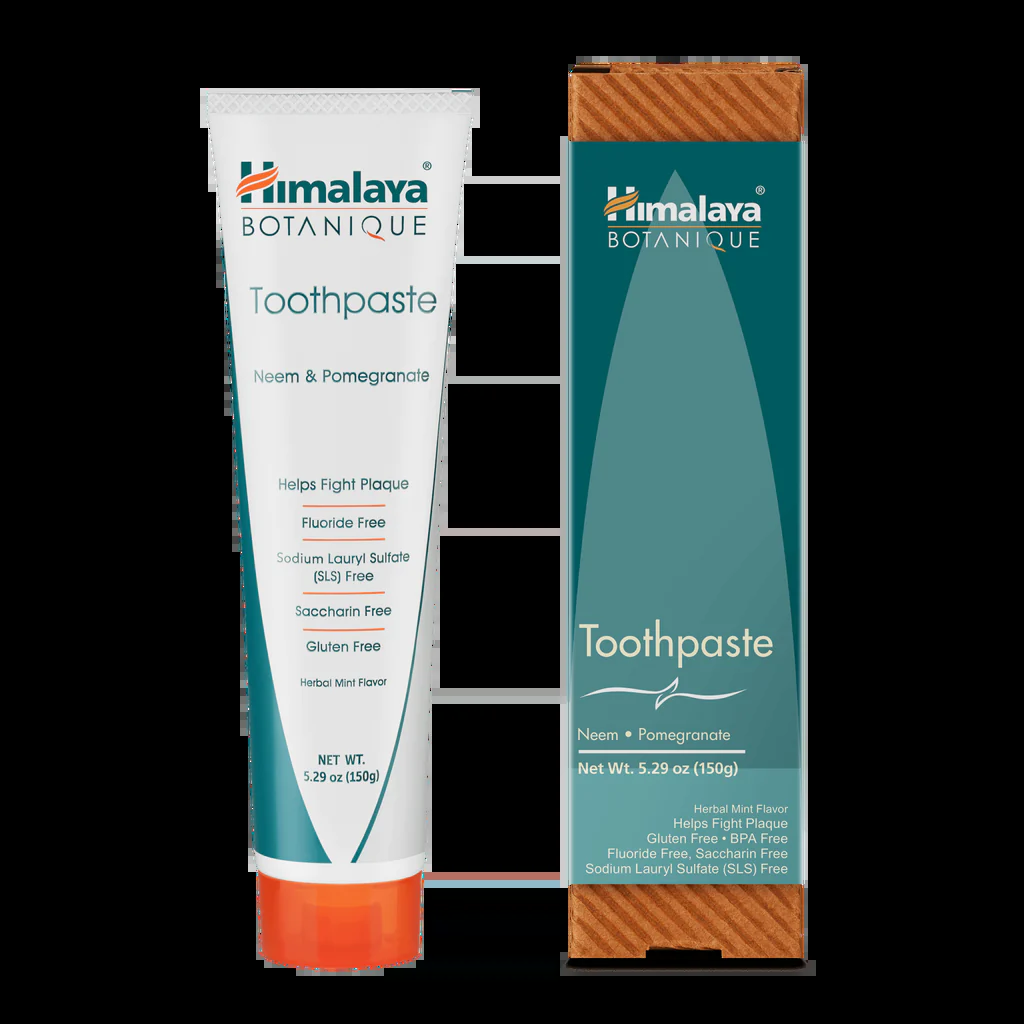 Himalaya®
BOTANIQUE
Toothpaste
Neem & Pomegranate
Helps Fight Plaque
Fluoride Free
Sodium Lauryl Sulfate
(SLS) Free
Saccharin Free
Gluten Free
Herbal Mint Flavor
NET WT.
5.29 oz (150g)
Himalaya®
BOTANIQUE
Toothpaste
Neem • Pomegranate
Net Wt. 5.29 oz (150g)
Herbal Mint Flavor
Helps Fight Plaque
Gluten Free • BPA Free
Fluoride Free, Saccharin Free
Sodium Lauryl Sulfate (SLS) Free